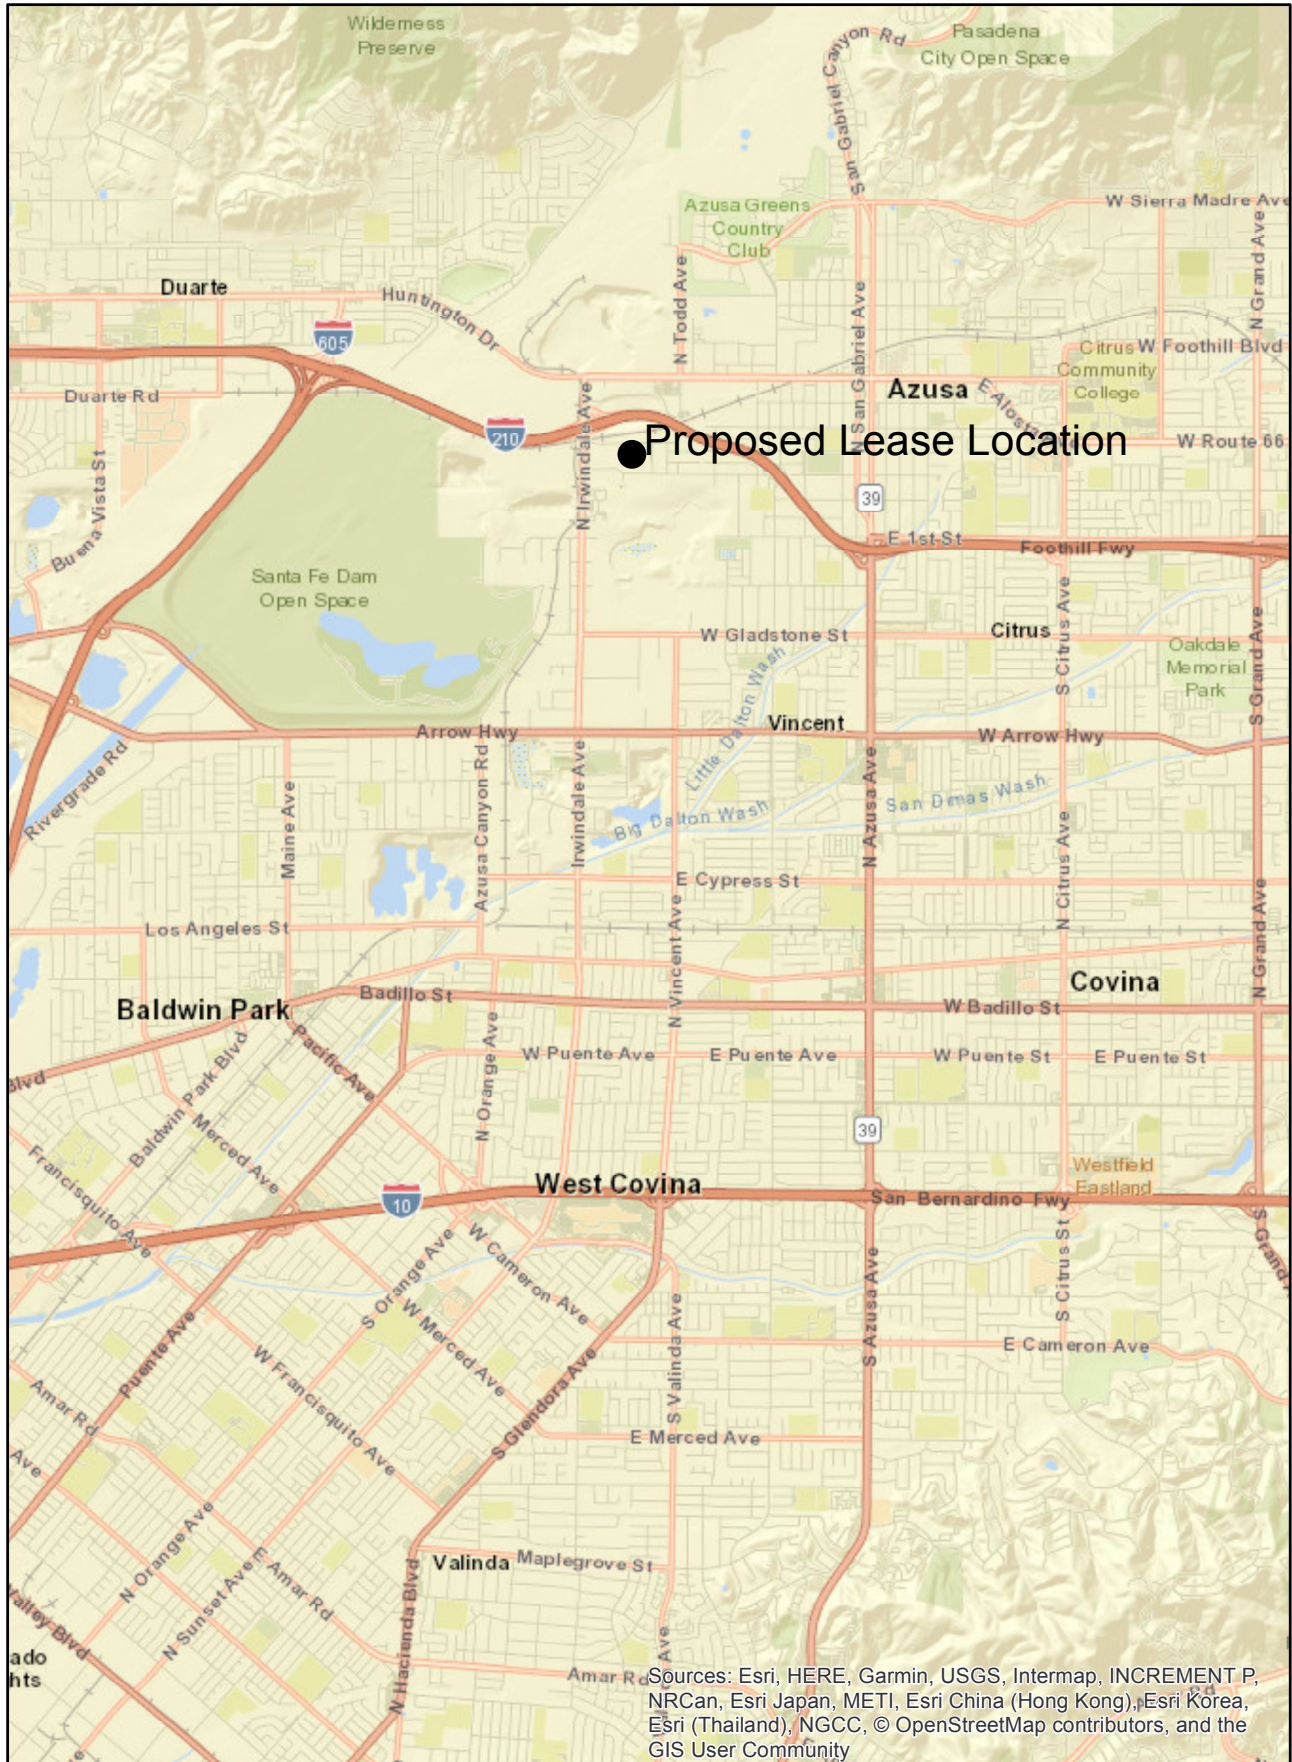 Wilderness
Preserve
San Gabriel Canyon Rd
Pasadena
City Open Space
Azusa Greens
Country
Club
W Sierra Madre Ave
N Grand Ave
Duarte
Huntington Dr
N Todd Ave
N San Gabriel Ave
605
W Foothill Blvd
Citrus
Community
College
Duarte Rd
Azusa
E Alosta
210
N Irwindale Ave
Proposed Lease Location
W Route 66
Buena Vista St
39
E 1st St
Foothill Fwy
Santa Fe Dam
Open Space
W Gladstone St
Citrus
S Citrus Ave
Oakdale
Memorial
Park
S Grand Ave
Little Dalton Wash
Vincent
Arrow Hwy
W Arrow Hwy
Rivergrade Rd
Maine Ave
Azusa Canyon Rd
Irwindale Ave
Big Dalton Wash
N Azusa Ave
San Dimas Wash
N Citrus Ave
E Cypress St
Los Angeles St
N Vincent Ave
N Grand Ave
Covina
Baldwin Park
Badillo St
W Badillo St
Blvd
Pacific Ave
N Orange Ave
W Puente Ave
E Puente Ave
W Puente St
E Puente St
Baldwin Park Blvd
Merced Ave
39
Francisquito Ave
West Covina
Westfield
Eastland
10
San Bernardino Fwy
S Orange Ave
W Cameron Ave
S Citrus St
S Grand
W Merced Ave
S Valinda Ave
S Azusa Ave
E Cameron Ave
Puente Ave
W Francisquito Ave
S Glendora Ave
Amar Rd
E Merced Ave
Ave
N Orange Ave
Valinda
Maplegrove St
N Sunset Ave
E Amar Rd
N Hacienda Blvd
Valley Blvd
ado
hts
Amar Rd
Ave
Rd
Sources: Esri, HERE, Garmin, USGS, Intermap, INCREMENT P,
NRCan, Esri Japan, METI, Esri China (Hong Kong), Esri Korea,
Esri (Thailand), NGCC, © OpenStreetMap contributors, and the
GIS User Community